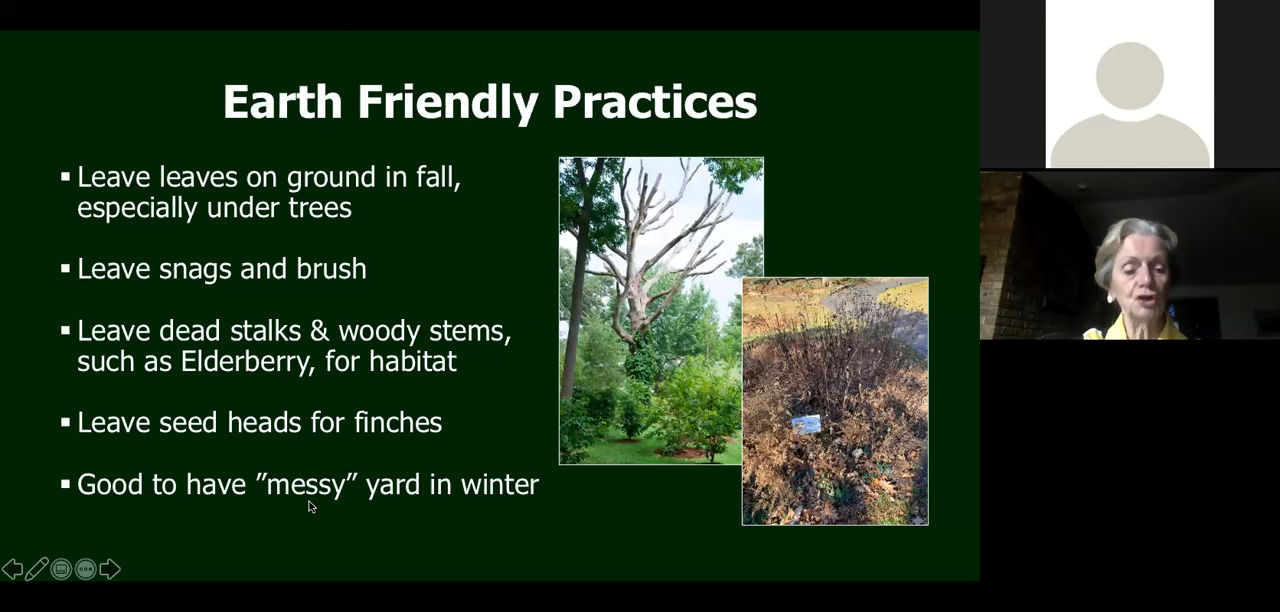 Earth Friendly Practices
▪ Leave leaves on ground in fall,
especially under trees
▪ Leave snags and brush
▪ Leave dead stalks & woody stems,
such as Elderberry, for habitat
▪ Leave seed heads for finches
▪ Good to have ”messy” yard in winter